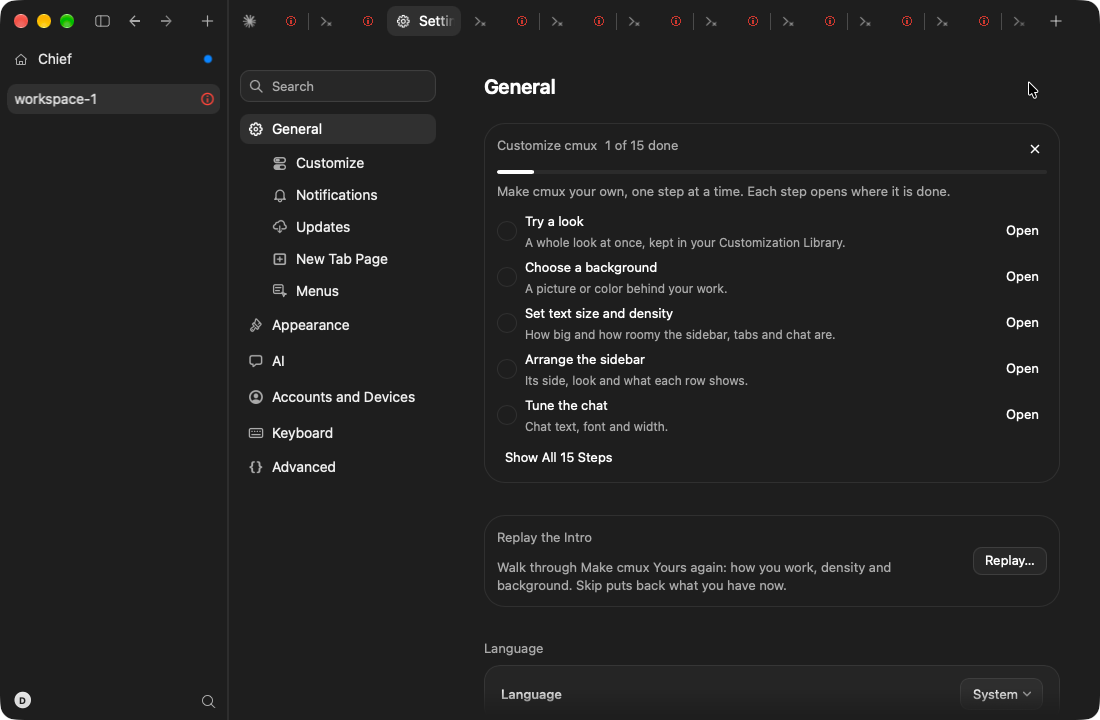 Settin
Chief
workspace-1
D
Search
General
Customize
Notifications
Updates
New Tab Page
Menus
Appearance
AI
Accounts and Devices
Keyboard
Advanced
General
Customize cmux 1 of 15 done
Make cmux your own, one step at a time. Each step opens where it is done.
Try a look
A whole look at once, kept in your Customization Library.
Open
Choose a background
A picture or color behind your work.
Open
Set text size and density
How big and how roomy the sidebar, tabs and chat are.
Open
Arrange the sidebar
Its side, look and what each row shows.
Open
Tune the chat
Chat text, font and width.
Open
Show All 15 Steps
Replay the Intro
Walk through Make cmux Yours again: how you work, density and
background. Skip puts back what you have now.
Replay...
Language
Language
System